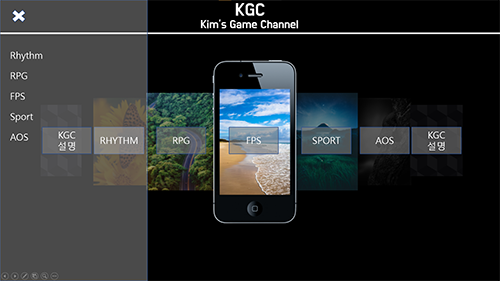 KGC
Kim's Game Channel
Rhythm
RPG
FPS
Sport
AOS
KGC
설명
RHYTHM
RPG
FPS
SPORT
AOS
KGC
설명